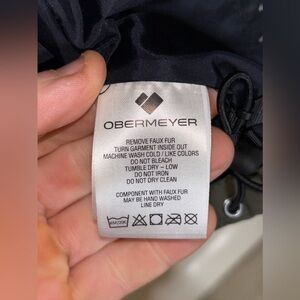 OBERMEYER
REMOVE FAUX FUR
TURN GARMENT INSIDE OUT
MACHINE WASH COLD / LIKE COLORS
DO NOT BLEACH
TUMBLE DRY - LOW
DO NOT IRON
DO NOT DRY CLEAN
COMPONENT WITH FAUX FUR
MAY BE HAND WASHED
LINE DRY